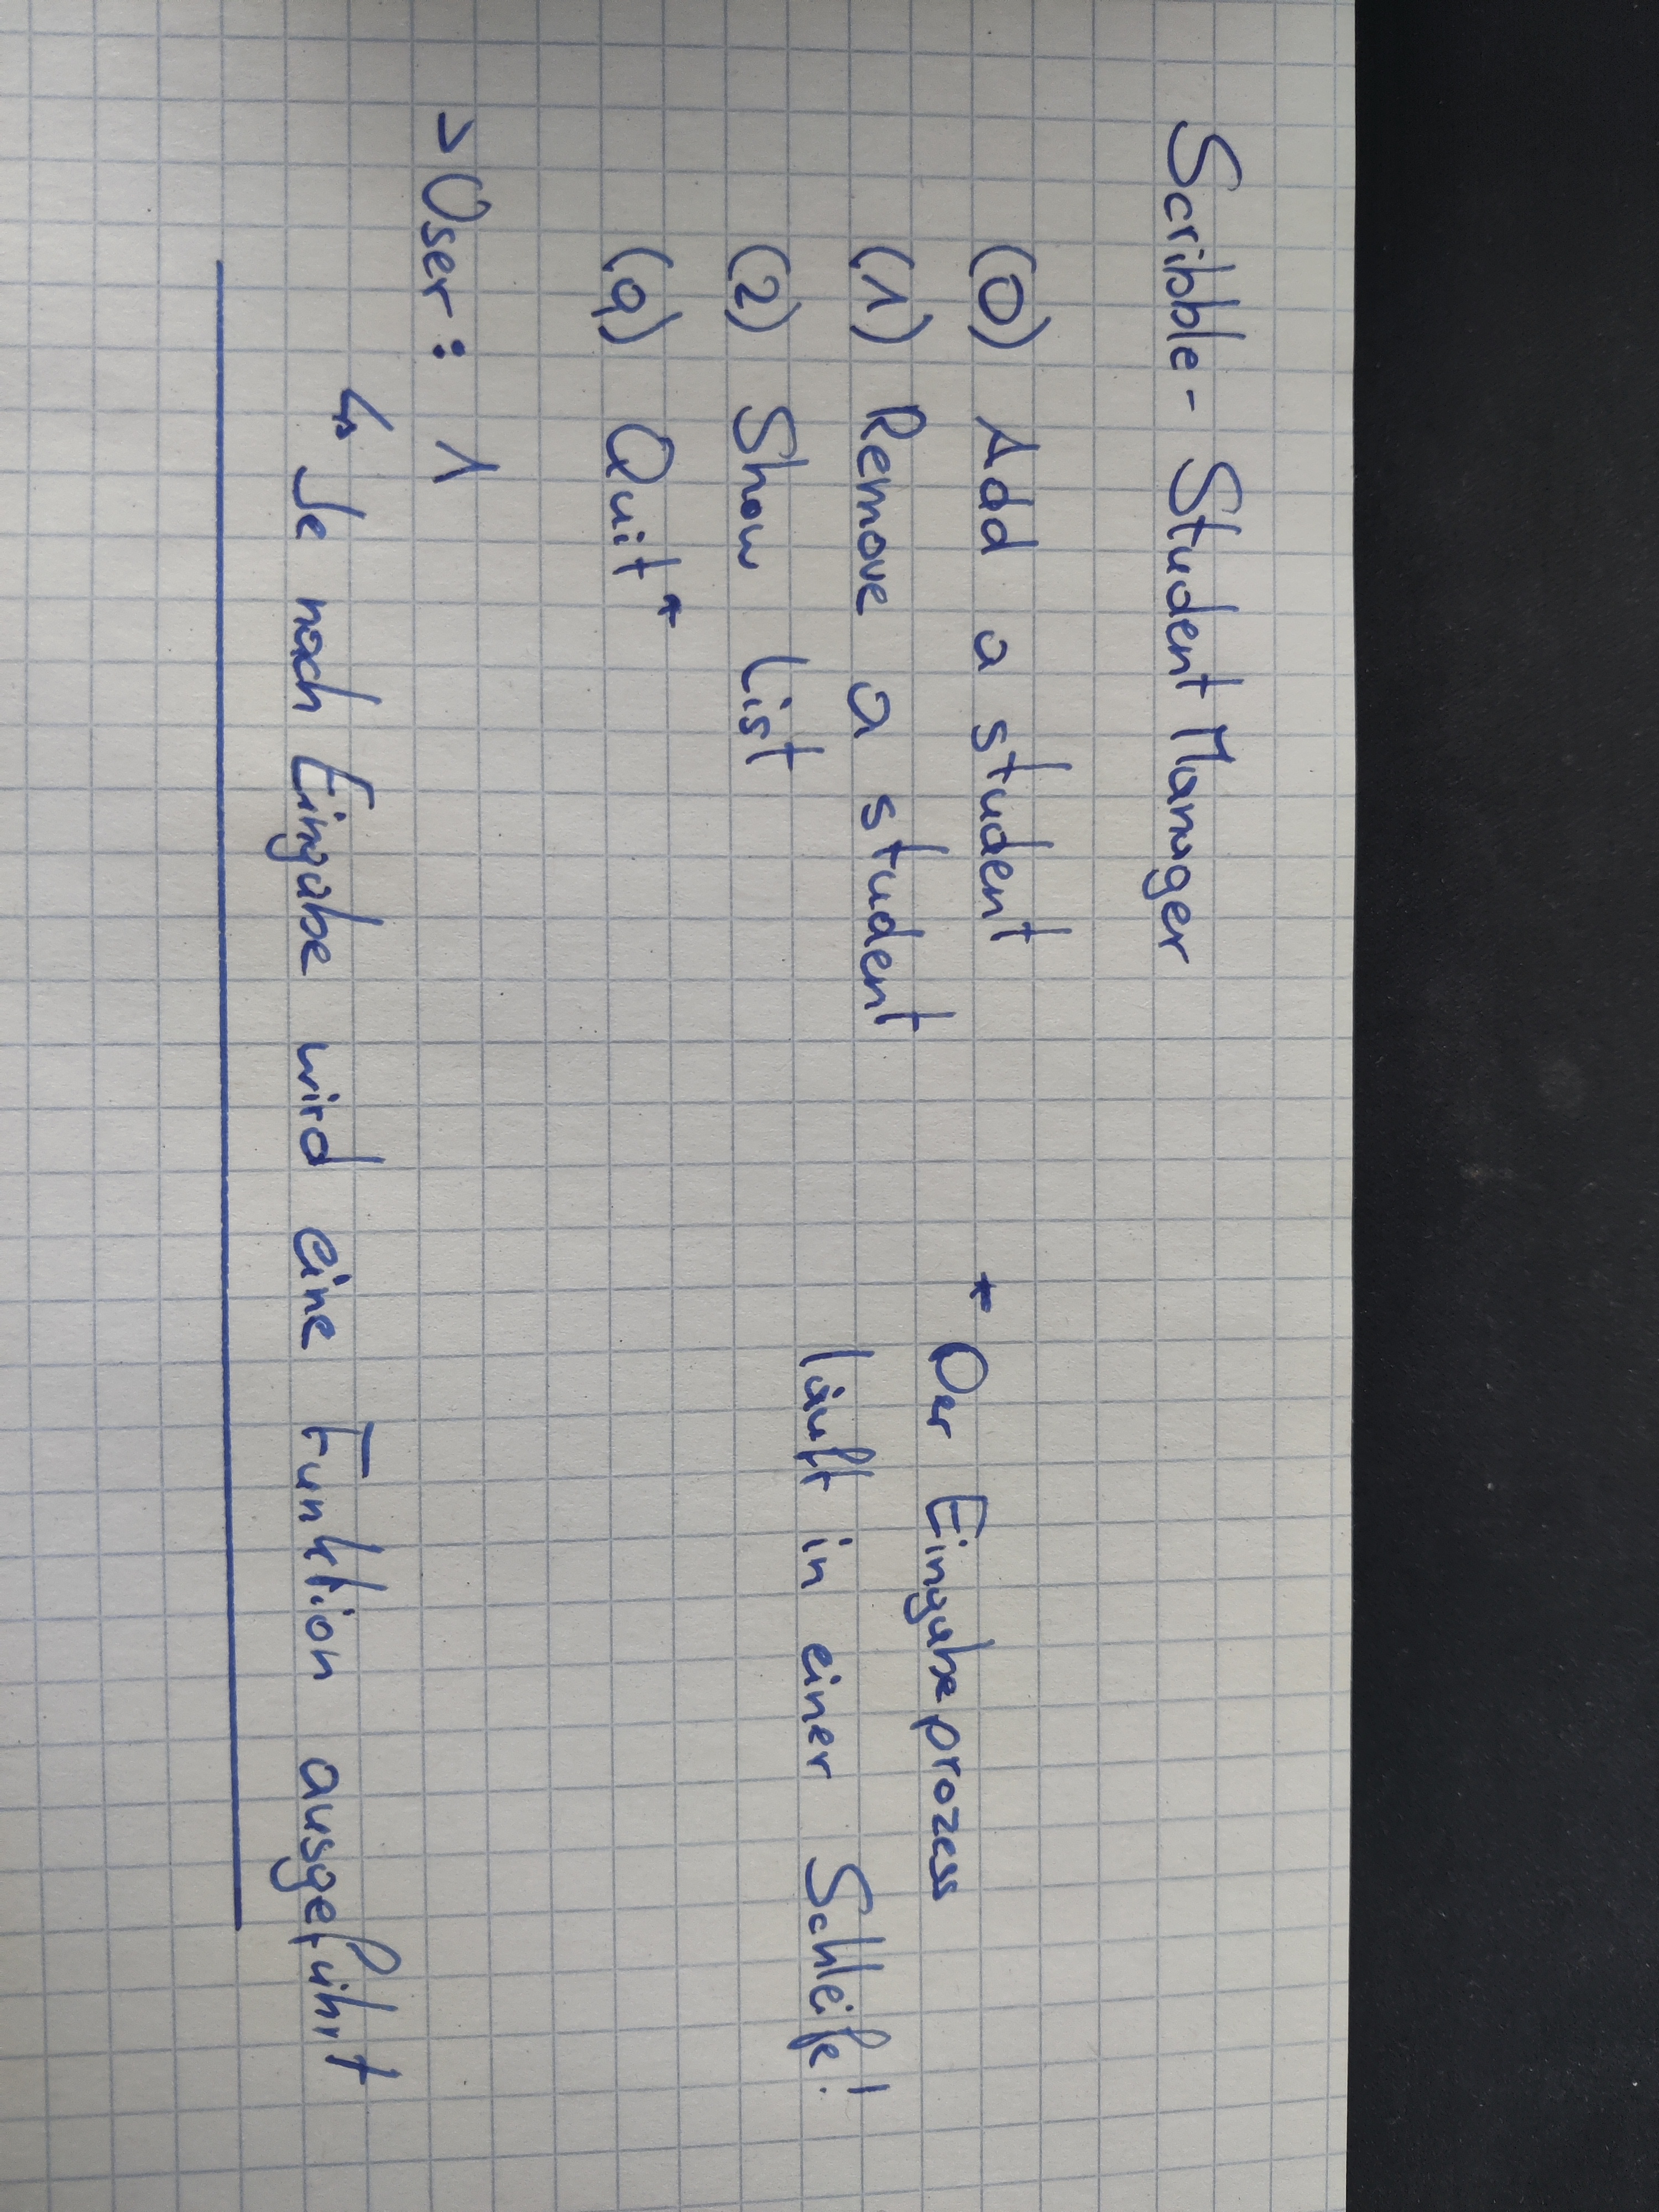 Scribble - Student Manager
(0) Add a student
(1) Remove a student
(2) Show List
(q) Quit*
* Der Eingabeprozess
läuft in einer Schleife!
>User: 1
↳ Je nach Eingabe wird eine Funktion ausgeführt